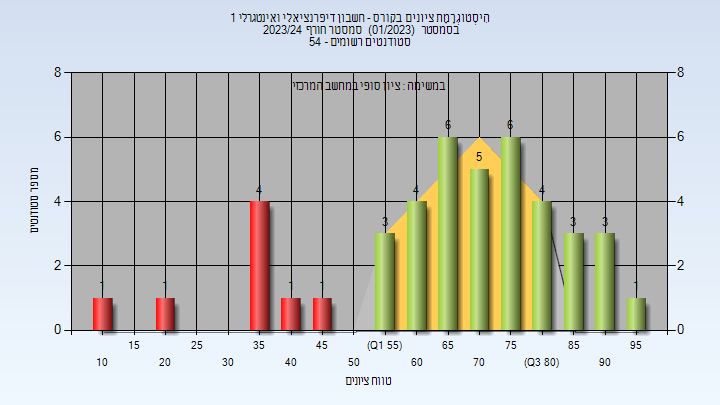 היסטוגרמת ציונים בקורס - חשבון דיפרנציאלי ואינטגרלי 1
בסמסטר (01/2023) סמסטר חורף 2023/24
סטודנטים רשומים - 54
במשימה : ציון סופי במחשב המרכזי
8 8
6 6
4 4
2 2
0 0
מספר סטודנטים
1 1 4 1 1 3 4 6 5 6 4 3 3 1
15 25 35 45 (Q1 55) 65 75 85 95
10 20 30 40 50 60 70 (Q3 80) 90
טווח ציונים